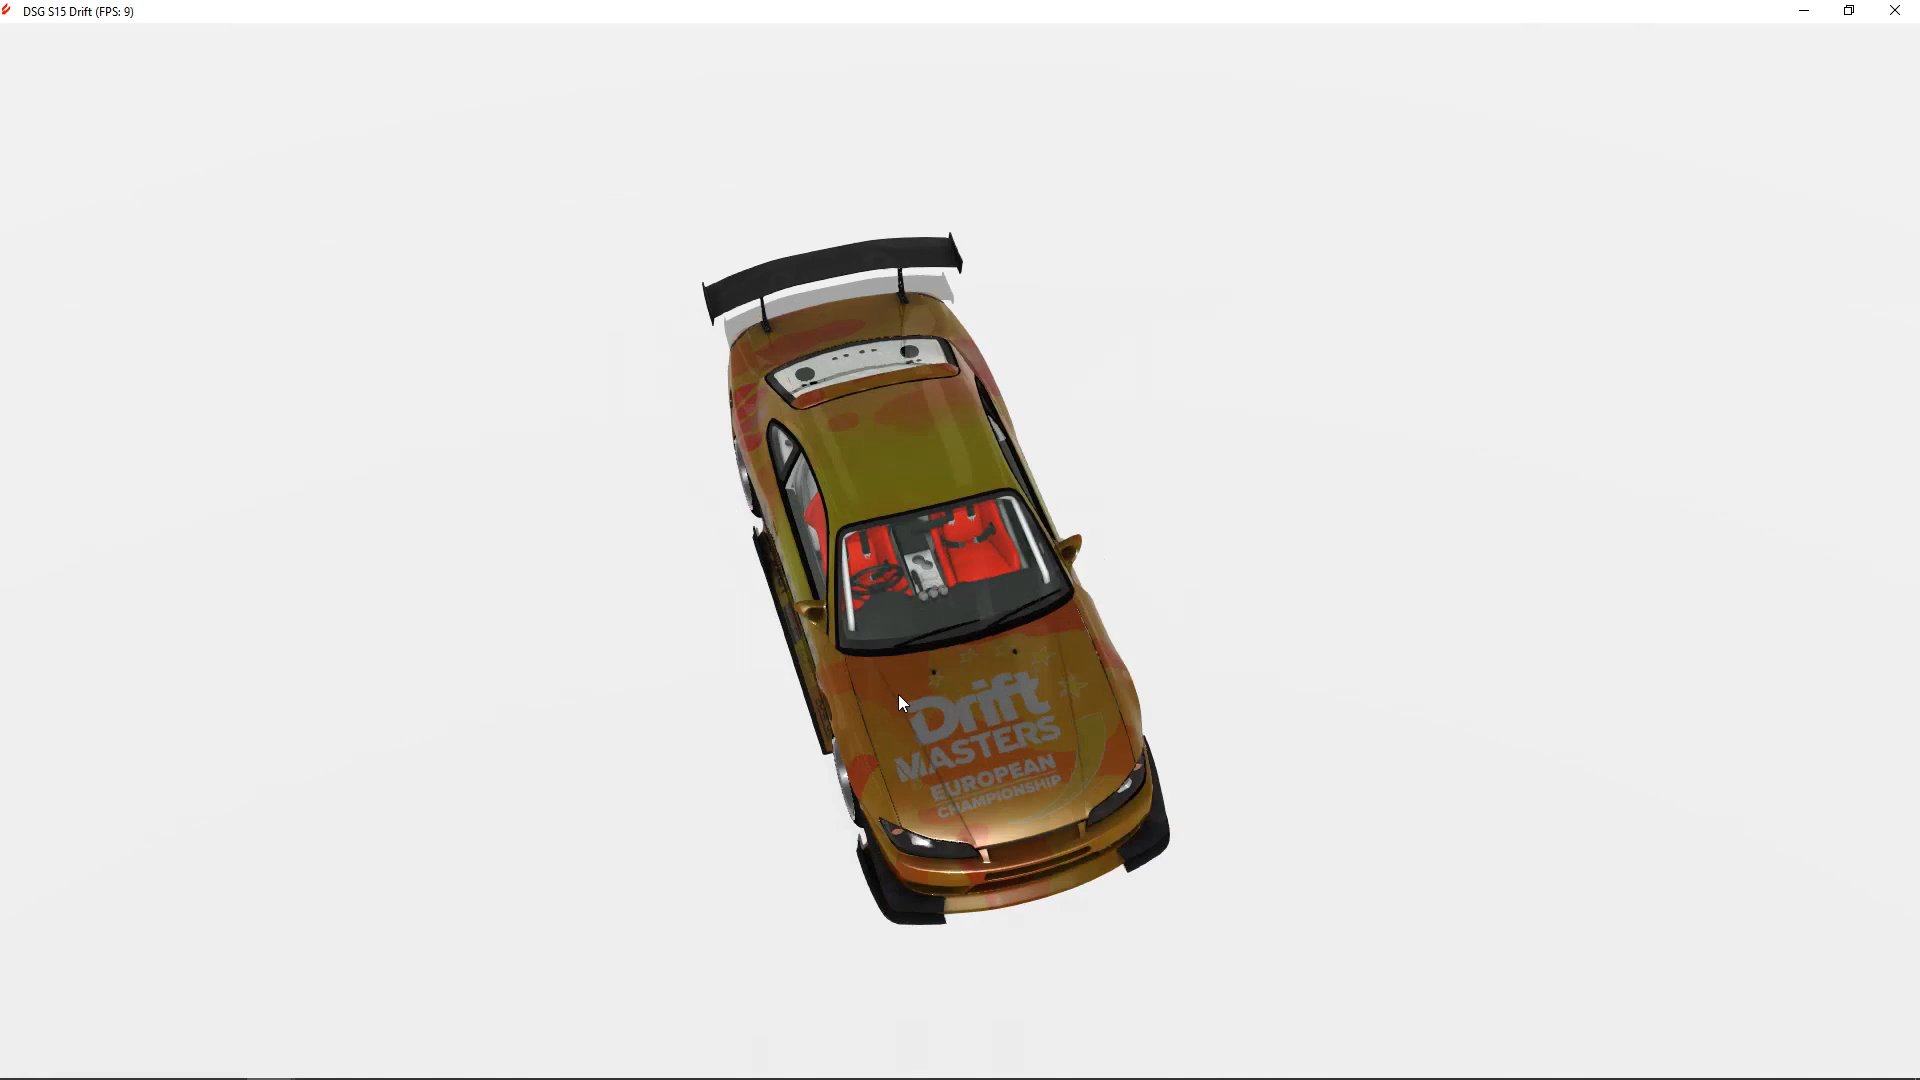 DSG S15 Drift (FPS: 9)
Drift
MASTERS
EUROPEAN
CHAMPIONSHIP